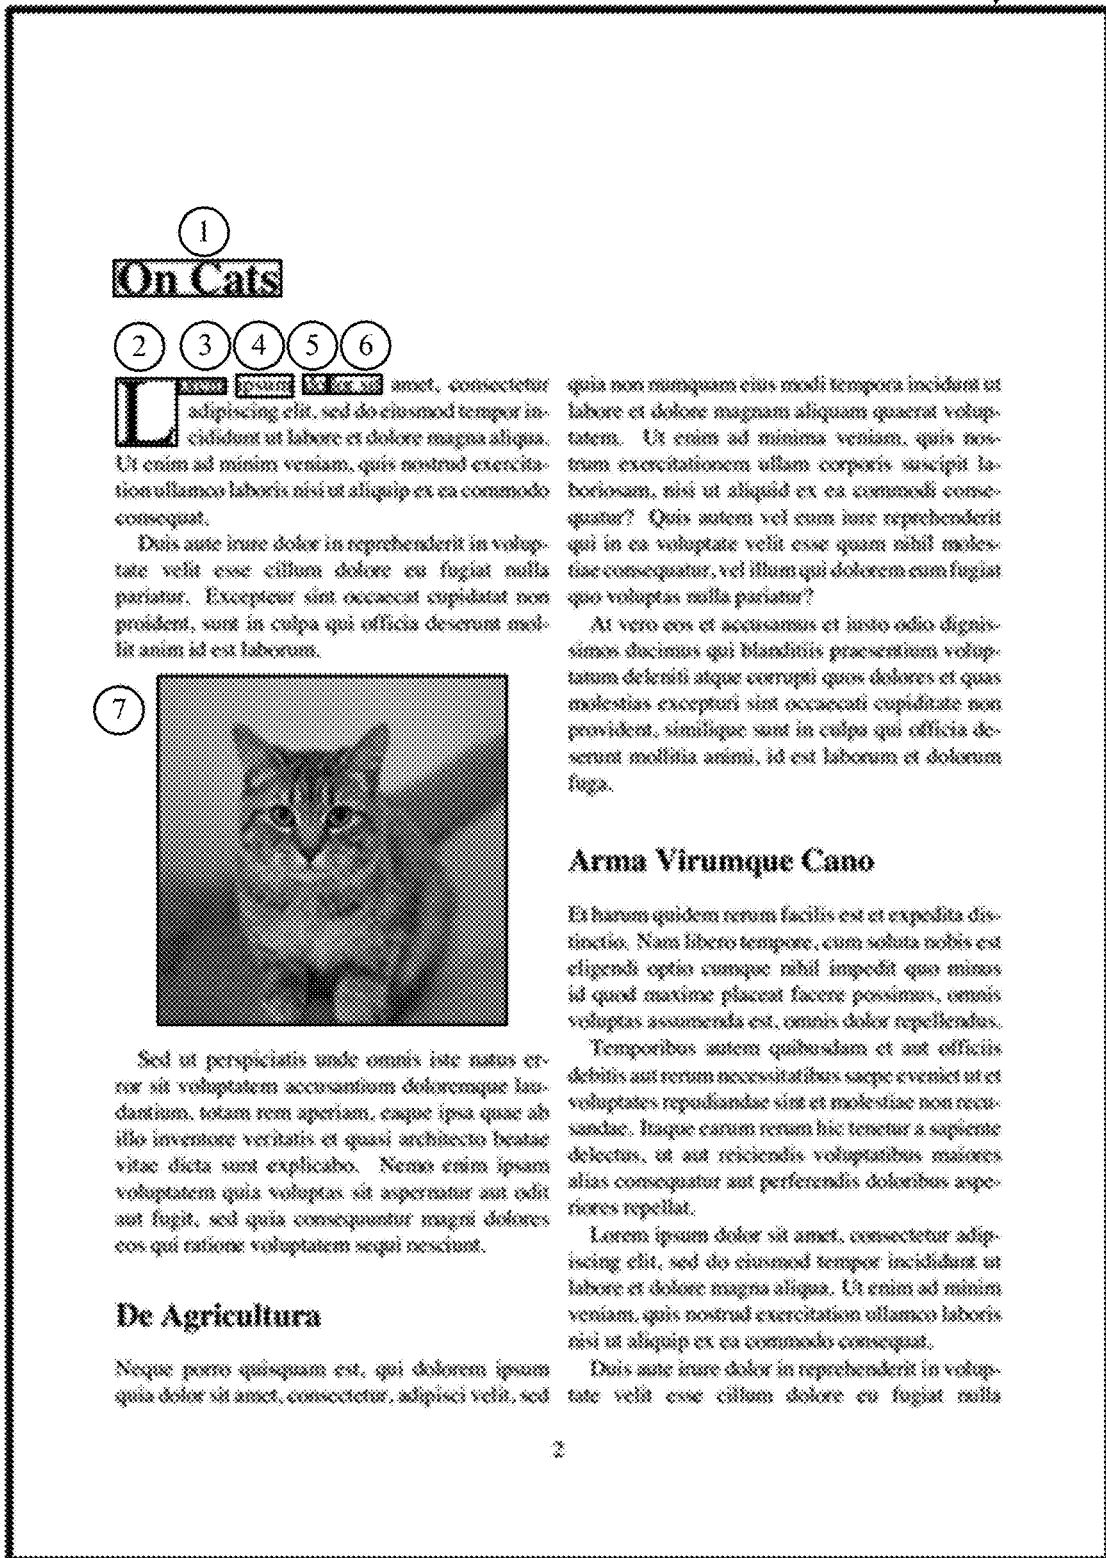 1
On Cats
2 3 4 5 6
Lorem ipsum dolor sit amet, consectetur
adipiscing elit, sed do eiusmod tempor in-
cididunt ut labore et dolore magna aliqua.
Ut enim ad minim veniam, quis nostrud exercita-
tion ullamco laboris nisi ut aliquip ex ea commodo
consequat.
Duis aute irure dolor in reprehenderit in volup-
tate velit esse cillum dolore eu fugiat nulla
pariatur. Excepteur sint occaecat cupidatat non
proident, sunt in culpa qui officia deserunt mol-
lit anim id est laborum.
7
Sed ut perspiciatis unde omnis iste natus er-
ror sit voluptatem accusantium doloremque lau-
dantium, totam rem aperiam, eaque ipsa quae ab
illo inventore veritatis et quasi architecto beatae
vitae dicta sunt explicabo. Nemo enim ipsam
voluptatem quia voluptas sit aspernatur aut odit
aut fugit, sed quia consequuntur magni dolores
eos qui ratione voluptatem sequi nesciunt.
De Agricultura
Neque porro quisquam est, qui dolorem ipsum
quia dolor sit amet, consectetur, adipisci velit, sed
quia non numquam eius modi tempora incidunt ut
labore et dolore magnam aliquam quaerat volup-
tatem. Ut enim ad minima veniam, quis nos-
trum exercitationem ullam corporis suscipit la-
boriosam, nisi ut aliquid ex ea commodi conse-
quatur? Quis autem vel eum iure reprehenderit
qui in ea voluptate velit esse quam nihil moles-
tiae consequatur, vel illum qui dolorem eum fugiat
quo voluptas nulla pariatur?
At vero eos et accusamus et iusto odio dignis-
simos ducimus qui blanditiis praesentium volup-
tatum deleniti atque corrupti quos dolores et quas
molestias excepturi sint occaecati cupiditate non
provident, similique sunt in culpa qui officia de-
serunt mollitia animi, id est laborum et dolorum
fuga.
Arma Virumque Cano
Et harum quidem rerum facilis est et expedita dis-
tinctio. Nam libero tempore, cum soluta nobis est
eligendi optio cumque nihil impedit quo minus
id quod maxime placeat facere possimus, omnis
voluptas assumenda est, omnis dolor repellendus.
Temporibus autem quibusdam et aut officiis
debitis aut rerum necessitatibus saepe eveniet ut et
voluptates repudiandae sint et molestiae non recu-
sandae. Itaque earum rerum hic tenetur a sapiente
delectus, ut aut reiciendis voluptatibus maiores
alias consequatur aut perferendis doloribus aspe-
riores repellat.
Lorem ipsum dolor sit amet, consectetur adip-
iscing elit, sed do eiusmod tempor incididunt ut
labore et dolore magna aliqua. Ut enim ad minim
veniam, quis nostrud exercitation ullamco laboris
nisi ut aliquip ex ea commodo consequat.
Duis aute irure dolor in reprehenderit in volup-
tate velit esse cillum dolore eu fugiat nulla
2